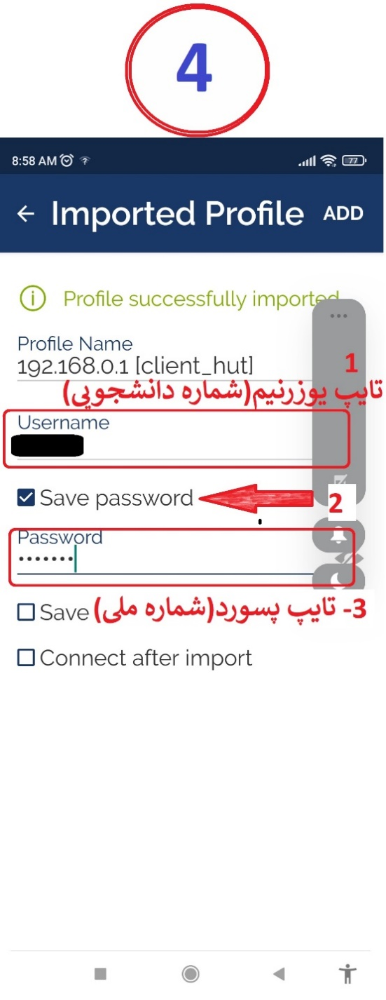 4
8:58 AM
77
Imported Profile ADD
Profile successfully imported
Profile Name
192.168.0.1 [client_hut]
1
تایپ یوزرنیم(شماره دانشجویی)
Username
Save password
2
Password
Save
3- تایپ پسورد(شماره ملی)
Connect after import